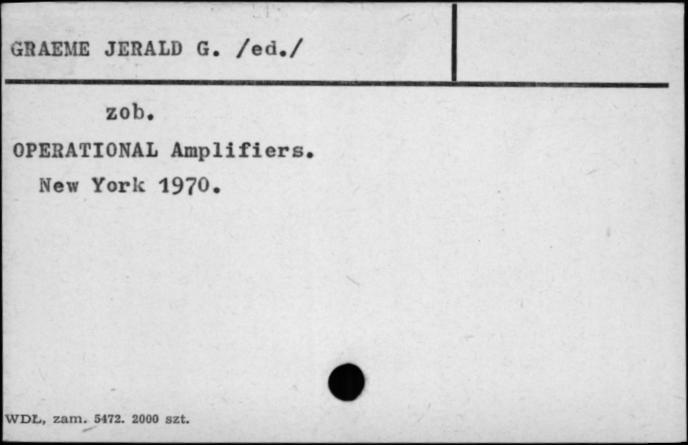 GRAEME JERALD G. /ed./
zob.
OPERATIONAL Amplifiers.
New York 1970.
WDL, zam. 5472. 2000 szt.